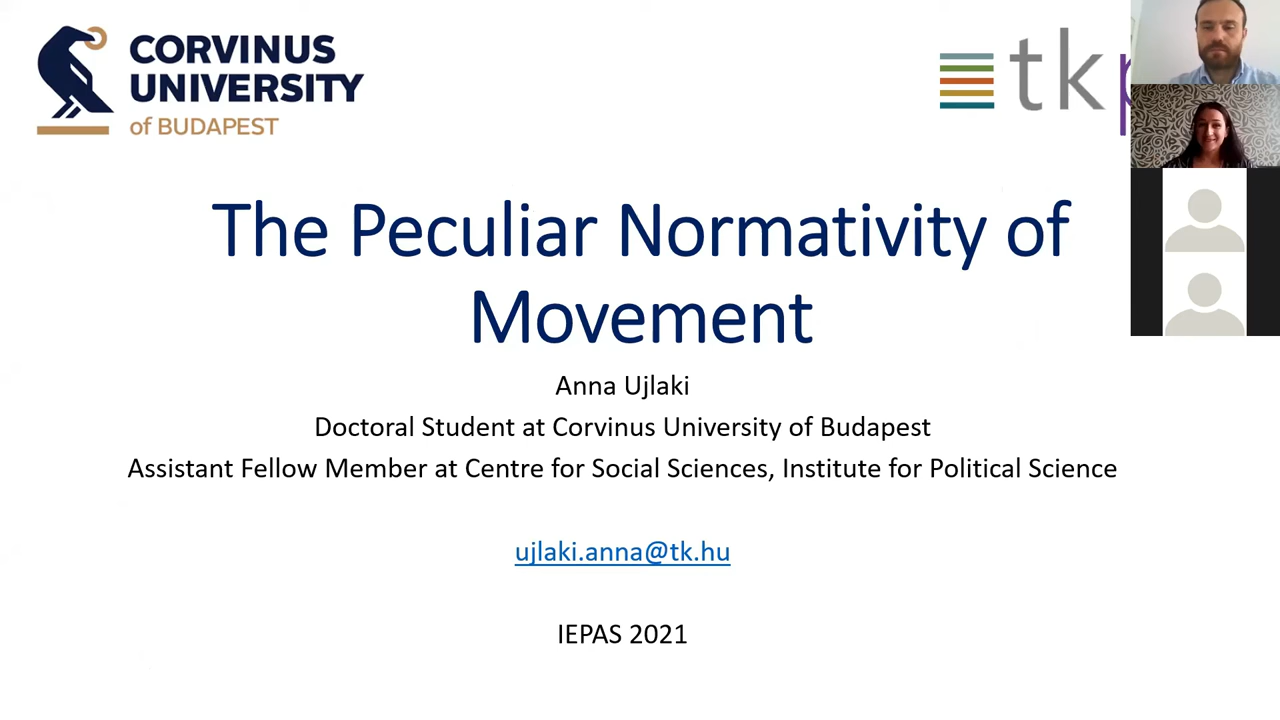 CORVINUS
UNIVERSITY
of BUDAPEST
tkp
The Peculiar Normativity of
Movement
Anna Ujlaki
Doctoral Student at Corvinus University of Budapest
Assistant Fellow Member at Centre for Social Sciences, Institute for Political Science
ujlaki.anna@tk.hu
IEPAS 2021